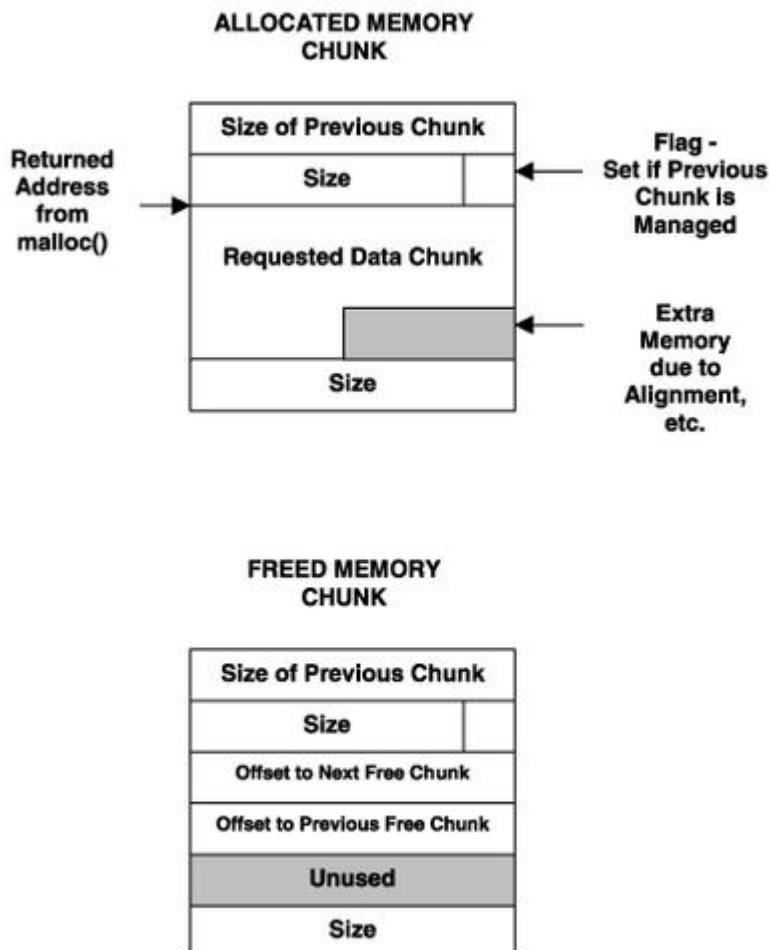 ALLOCATED MEMORY
CHUNK
Size of Previous Chunk
Returned
Address
from
malloc()
Size
Flag -
Set if Previous
Chunk is
Managed
Requested Data Chunk
Extra
Memory
due to
Alignment,
etc.
Size
FREED MEMORY
CHUNK
Size of Previous Chunk
Size
Offset to Next Free Chunk
Offset to Previous Free Chunk
Unused
Size